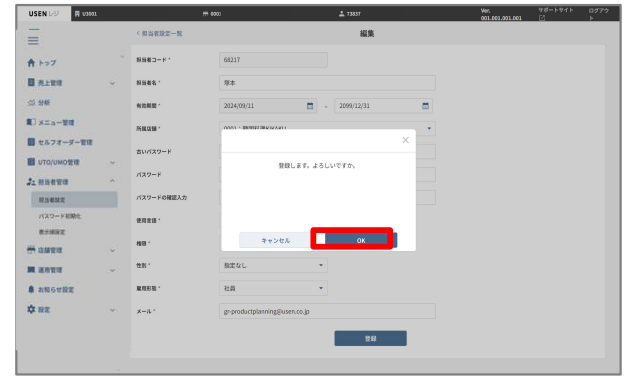 USEN レジ U3001 0001 73837 Ver. 001.001.001.001 サポートサイト ログアウト
トップ
売上管理
分析
メニュー管理
セルフオーダー管理
UTO/UMO管理
担当者管理
担当者設定
パスワード初期化
表示順設定
店舗管理
運用管理
お知らせ設定
設定
< 担当者設定一覧 編集
担当者コード * 68217
担当者名 * 塚本
有効期間 * 2024/09/11 - 2099/12/31
所属店舗 *
古いパスワード
パスワード
パスワードの確認入力
使用言語 *
権限 *
性別 * 指定なし
雇用形態 * 社員
メール * gr-productplanning@usen.co.jp
登録
×
登録します。よろしいですか。
キャンセル OK